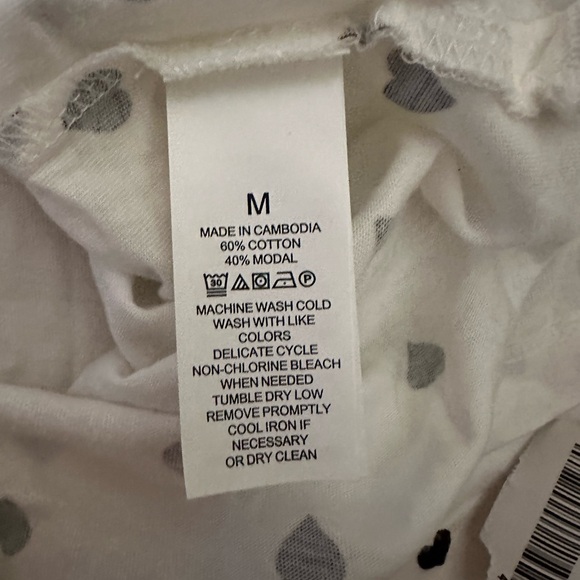 M
MADE IN CAMBODIA
60% COTTON
40% MODAL
30 P
MACHINE WASH COLD
WASH WITH LIKE
COLORS
DELICATE CYCLE
NON-CHLORINE BLEACH
WHEN NEEDED
TUMBLE DRY LOW
REMOVE PROMPTLY
COOL IRON IF
NECESSARY
OR DRY CLEAN